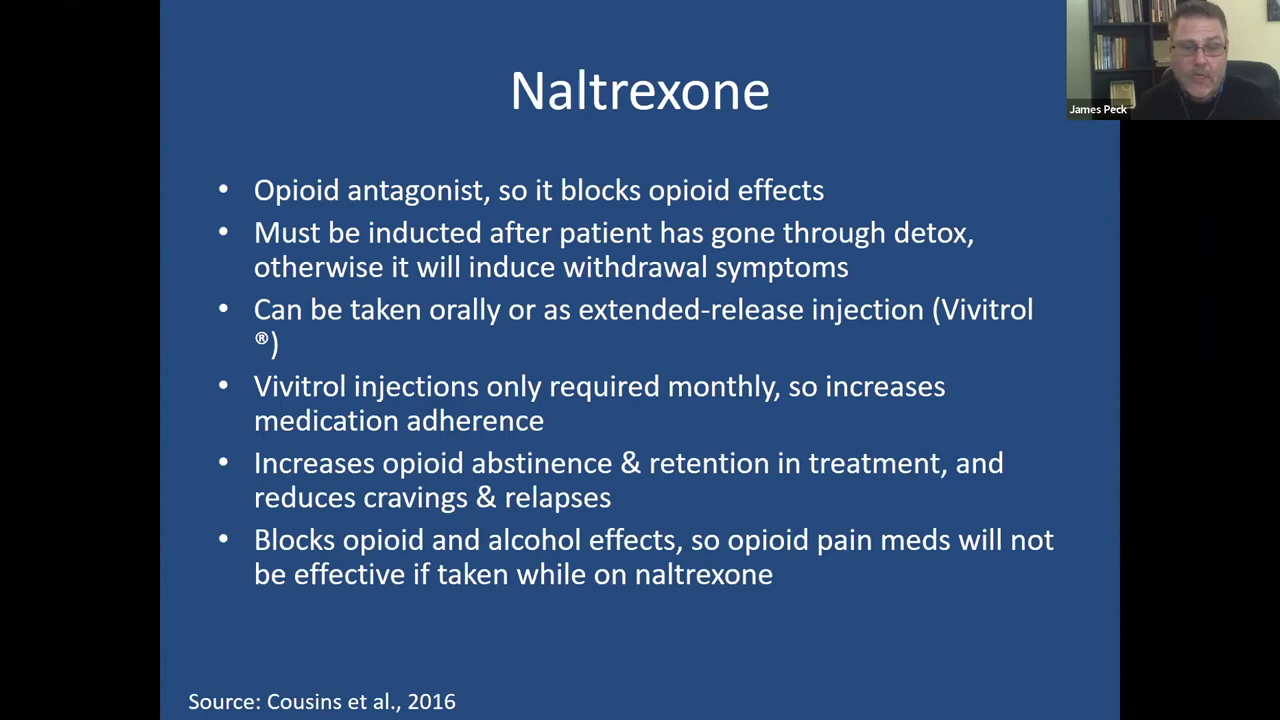 Naltrexone
James Peck
• Opioid antagonist, so it blocks opioid effects
• Must be inducted after patient has gone through detox,
otherwise it will induce withdrawal symptoms
• Can be taken orally or as extended-release injection (Vivitrol
®)
• Vivitrol injections only required monthly, so increases
medication adherence
• Increases opioid abstinence & retention in treatment, and
reduces cravings & relapses
• Blocks opioid and alcohol effects, so opioid pain meds will not
be effective if taken while on naltrexone
Source: Cousins et al., 2016